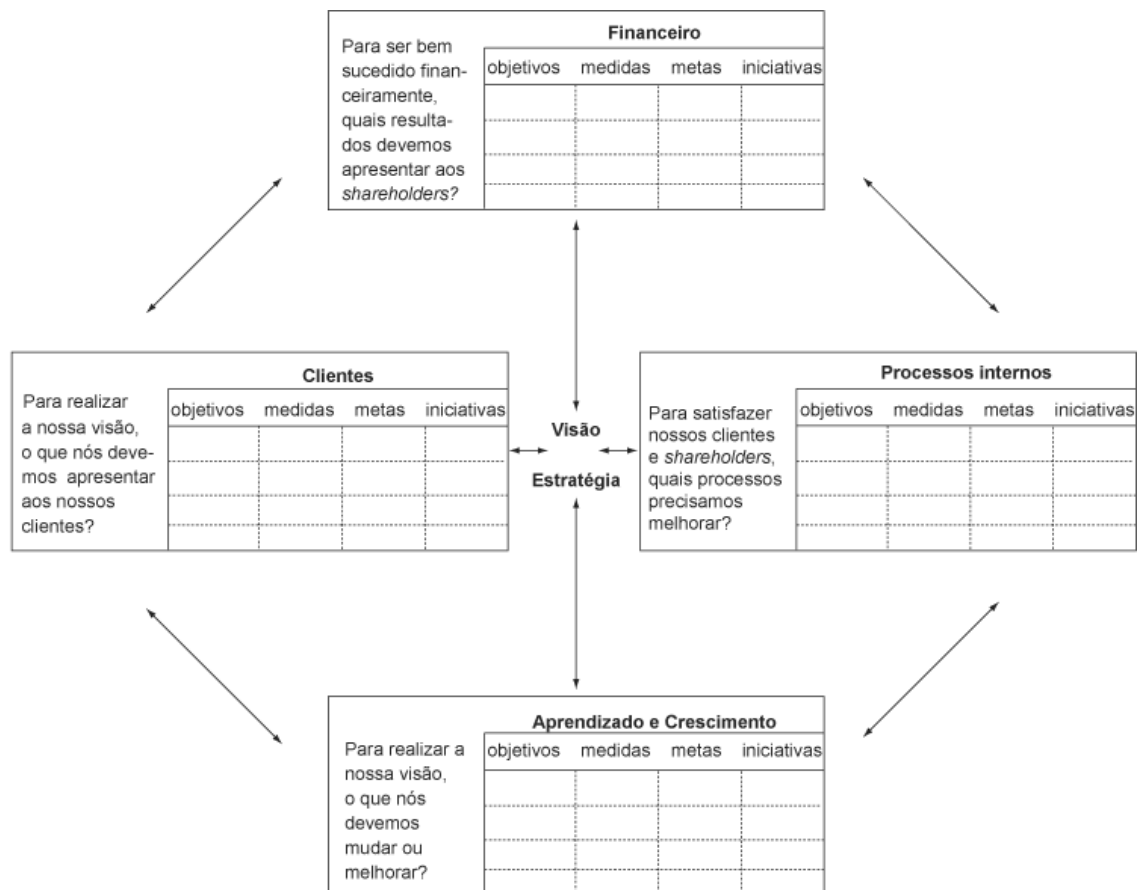 Financeiro
Para ser bem
sucedido finan-
ceiramente,
quais resulta-
dos devemos
apresentar aos
shareholders?
objetivos medidas metas iniciativas
Clientes
Para realizar
a nossa visão,
o que nós deve-
mos apresentar
aos nossos
clientes?
objetivos medidas metas iniciativas
Visão
Estratégia
Processos internos
Para satisfazer
nossos clientes
e shareholders,
quais processos
precisamos
melhorar?
objetivos medidas metas iniciativas
Aprendizado e Crescimento
Para realizar a
nossa visão,
o que nós
devemos
mudar ou
melhorar?
objetivos medidas metas iniciativas